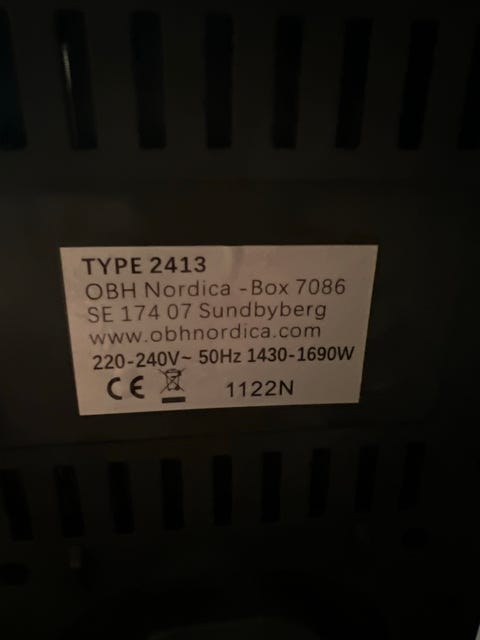 TYPE 2413
OBH Nordica -Box 7086
SE 174 07 Sundbyberg
www.obhnordica.com
220-240V~ 50Hz 1430-1690W
CE 1122N